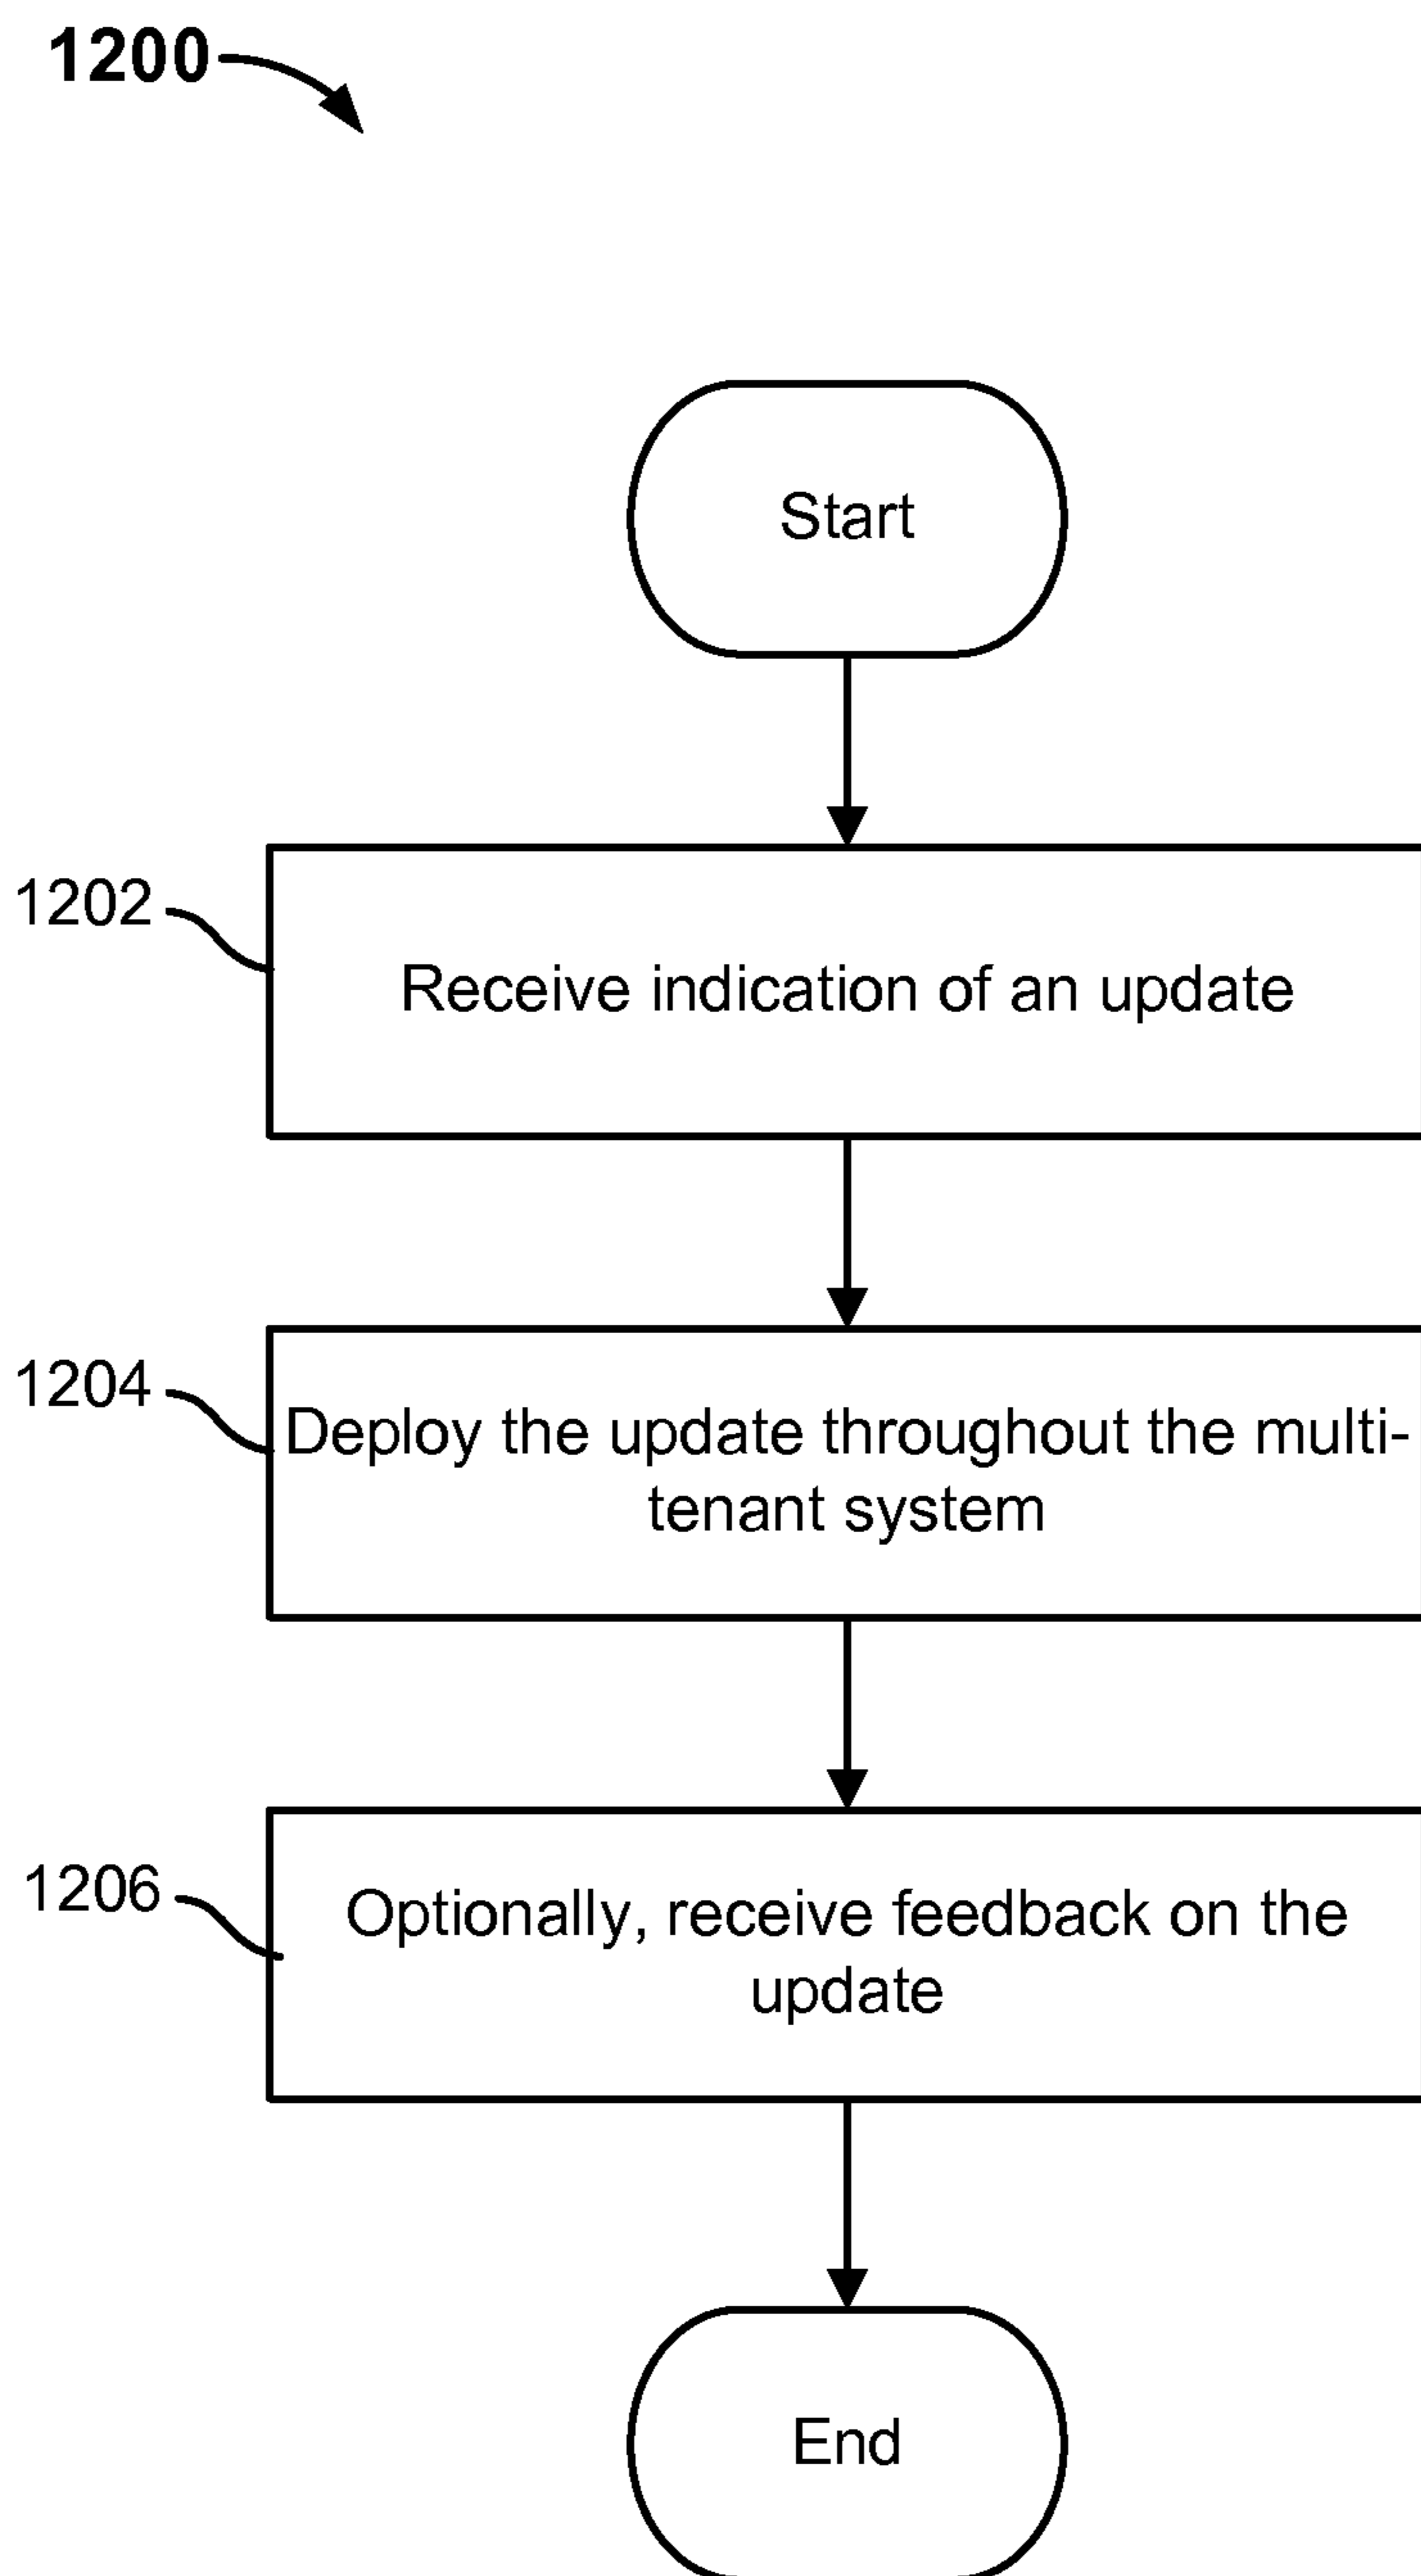 1200
Start
1202
Receive indication of an update
1204
Deploy the update throughout the multi-
tenant system
1206
Optionally, receive feedback on the
update
End